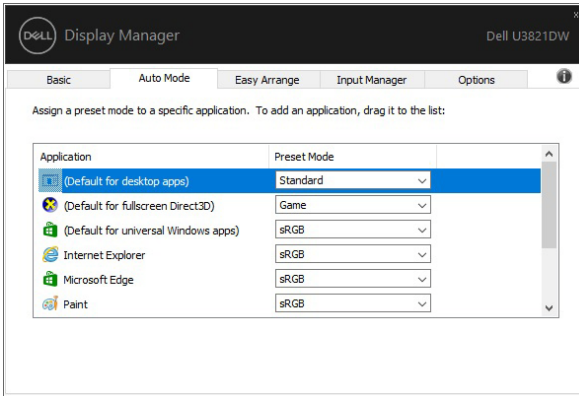 DELL Display Manager Dell U3821DW
Basic Auto Mode Easy Arrange Input Manager Options
Assign a preset mode to a specific application. To add an application, drag it to the list:
Application Preset Mode
(Default for desktop apps) Standard
(Default for fullscreen Direct3D) Game
(Default for universal Windows apps) sRGB
Internet Explorer sRGB
Microsoft Edge sRGB
Paint sRGB